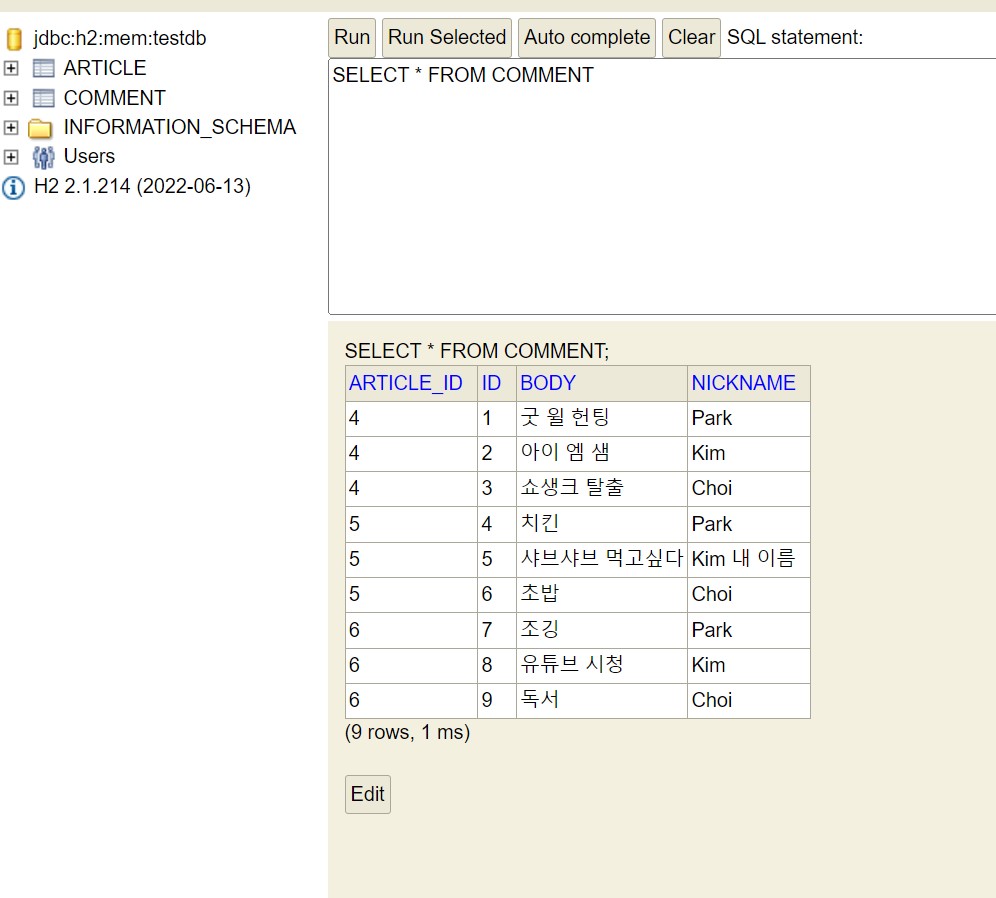 jdbc:h2:mem:testdb
ARTICLE
COMMENT
INFORMATION_SCHEMA
Users
H2 2.1.214 (2022-06-13)
Run Run Selected Auto complete Clear SQL statement:
SELECT * FROM COMMENT
SELECT * FROM COMMENT;
ARTICLE_ID ID BODY NICKNAME
4 1 굿 윌 헌팅 Park
4 2 아이 엠 샘 Kim
4 3 쇼생크 탈출 Choi
5 4 치킨 Park
5 5 샤브샤브 먹고싶다 Kim 내 이름
5 6 초밥 Choi
6 7 조깅 Park
6 8 유튜브 시청 Kim
6 9 독서 Choi
(9 rows, 1 ms)
Edit